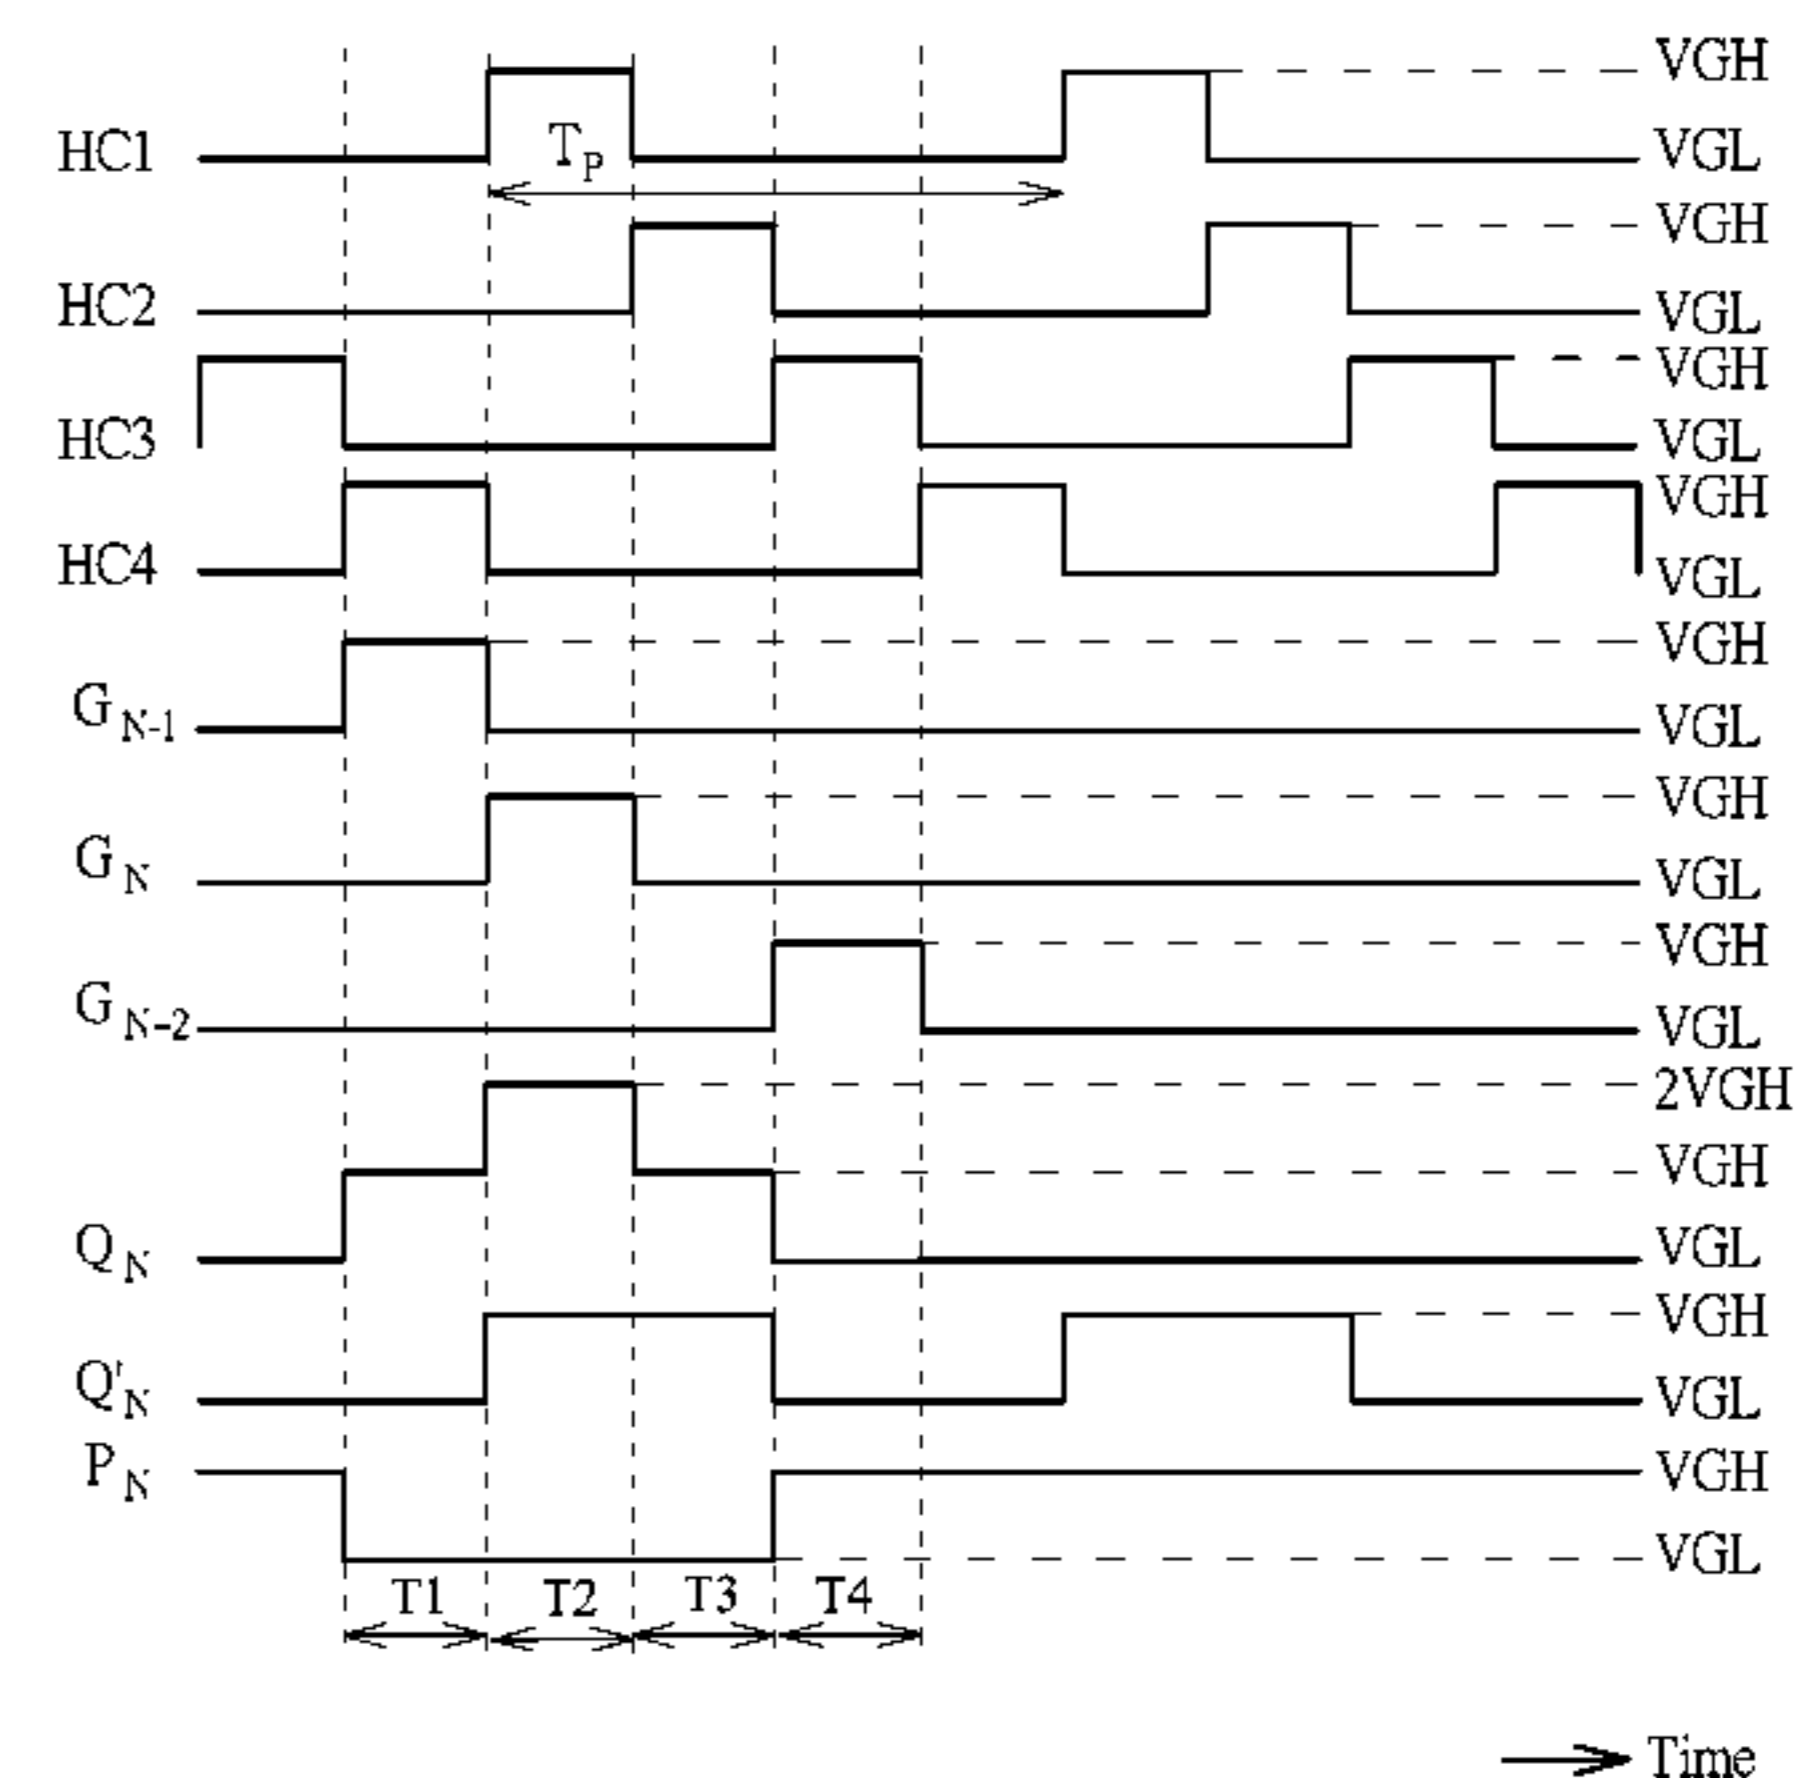 VGH
HC1 T_P VGL
VGH
HC2 VGL
VGH
HC3 VGL
VGH
HC4 VGL
VGH
G_N-1 VGL
VGH
G_N VGL
VGH
G_N-2 VGL
2VGH
VGH
Q_N VGL
VGH
Q'_N VGL
P_N VGH
VGL
T1 T2 T3 T4
Time